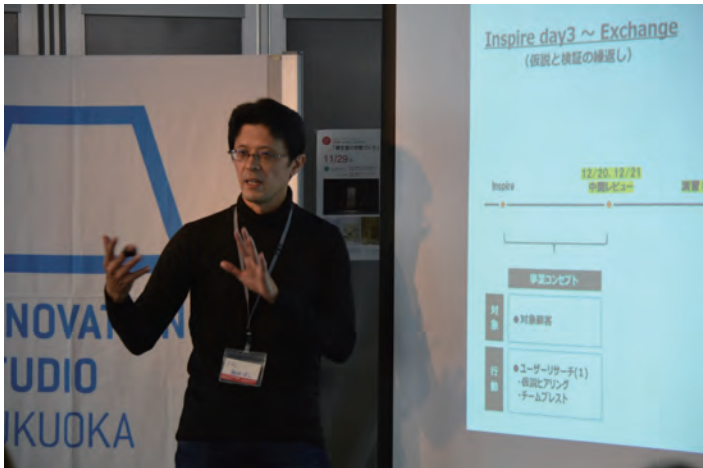 NNOVATION
TUDIO
UKUOKA
11/29
Inspire day3 ~ Exchange
(仮説と検証の繰返し)
Inspire
12/20, 12/21
中間レビュー
演習
事業コンセプト
対象
●対象顧客
行動
●ユーザーリサーチ(1)
・仮説ヒアリング
・チームブレスト